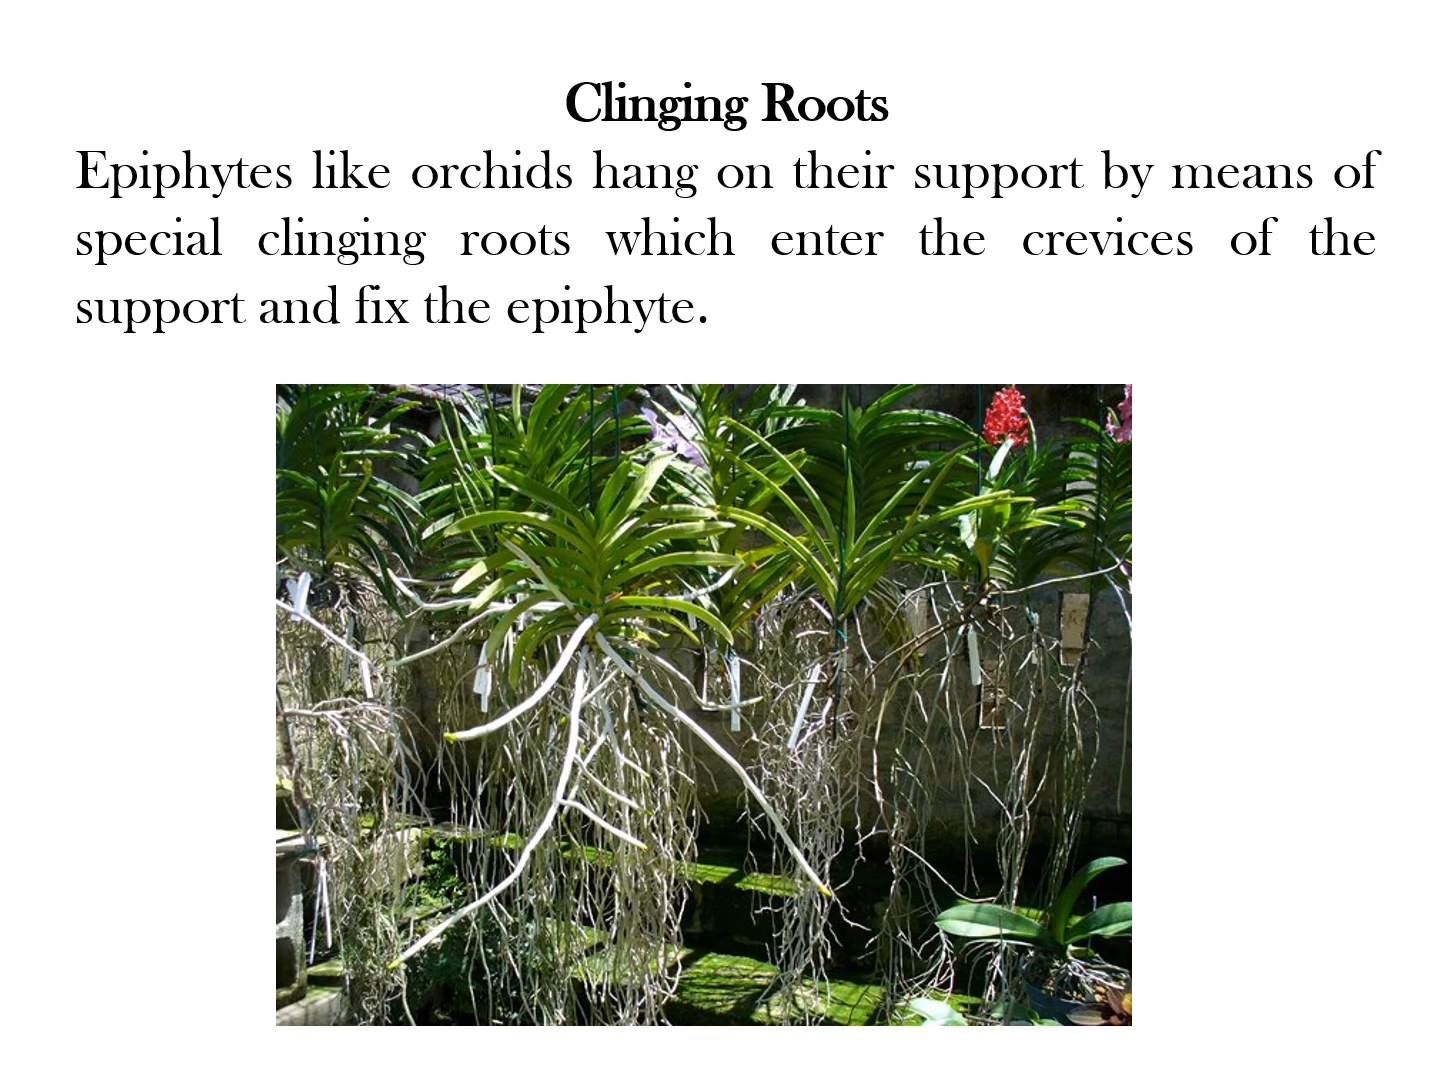 Clinging Roots
Epiphytes like orchids hang on their support by means of
special clinging roots which enter the crevices of the
support and fix the epiphyte.